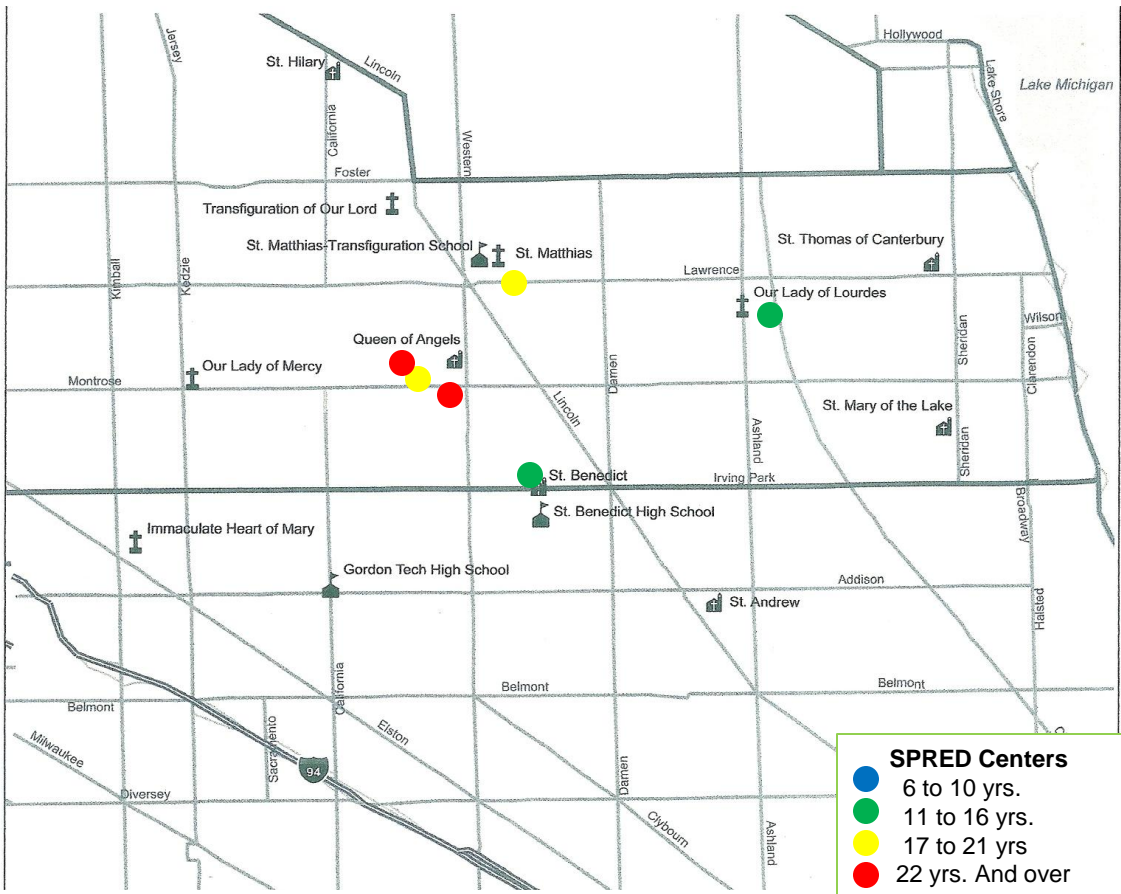 Hollywood
Jersey
Lincoln
St. Hilary
Lake Shore
Lake Michigan
California
Western
Foster
Transfiguration of Our Lord
St. Matthias-Transfiguration School
St. Matthias
St. Thomas of Canterbury
Kimball
Kedzie
Lawrence
Our Lady of Lourdes
Wilson
Queen of Angels
Sheridan
Clarendon
Our Lady of Mercy
Damen
Montrose
Lincoln
St. Mary of the Lake
Ashland
Sheridan
St. Benedict
Irving Park
Broadway
St. Benedict High School
Immaculate Heart of Mary
Gordon Tech High School
Addison
St. Andrew
Halsted
Belmont
Belmont
Belmont
California
Sacramento
Elston
Milwaukee
94
Damen
Diversey
Clybourn
Ashland
SPRED Centers
6 to 10 yrs.
11 to 16 yrs.
17 to 21 yrs
22 yrs. And over